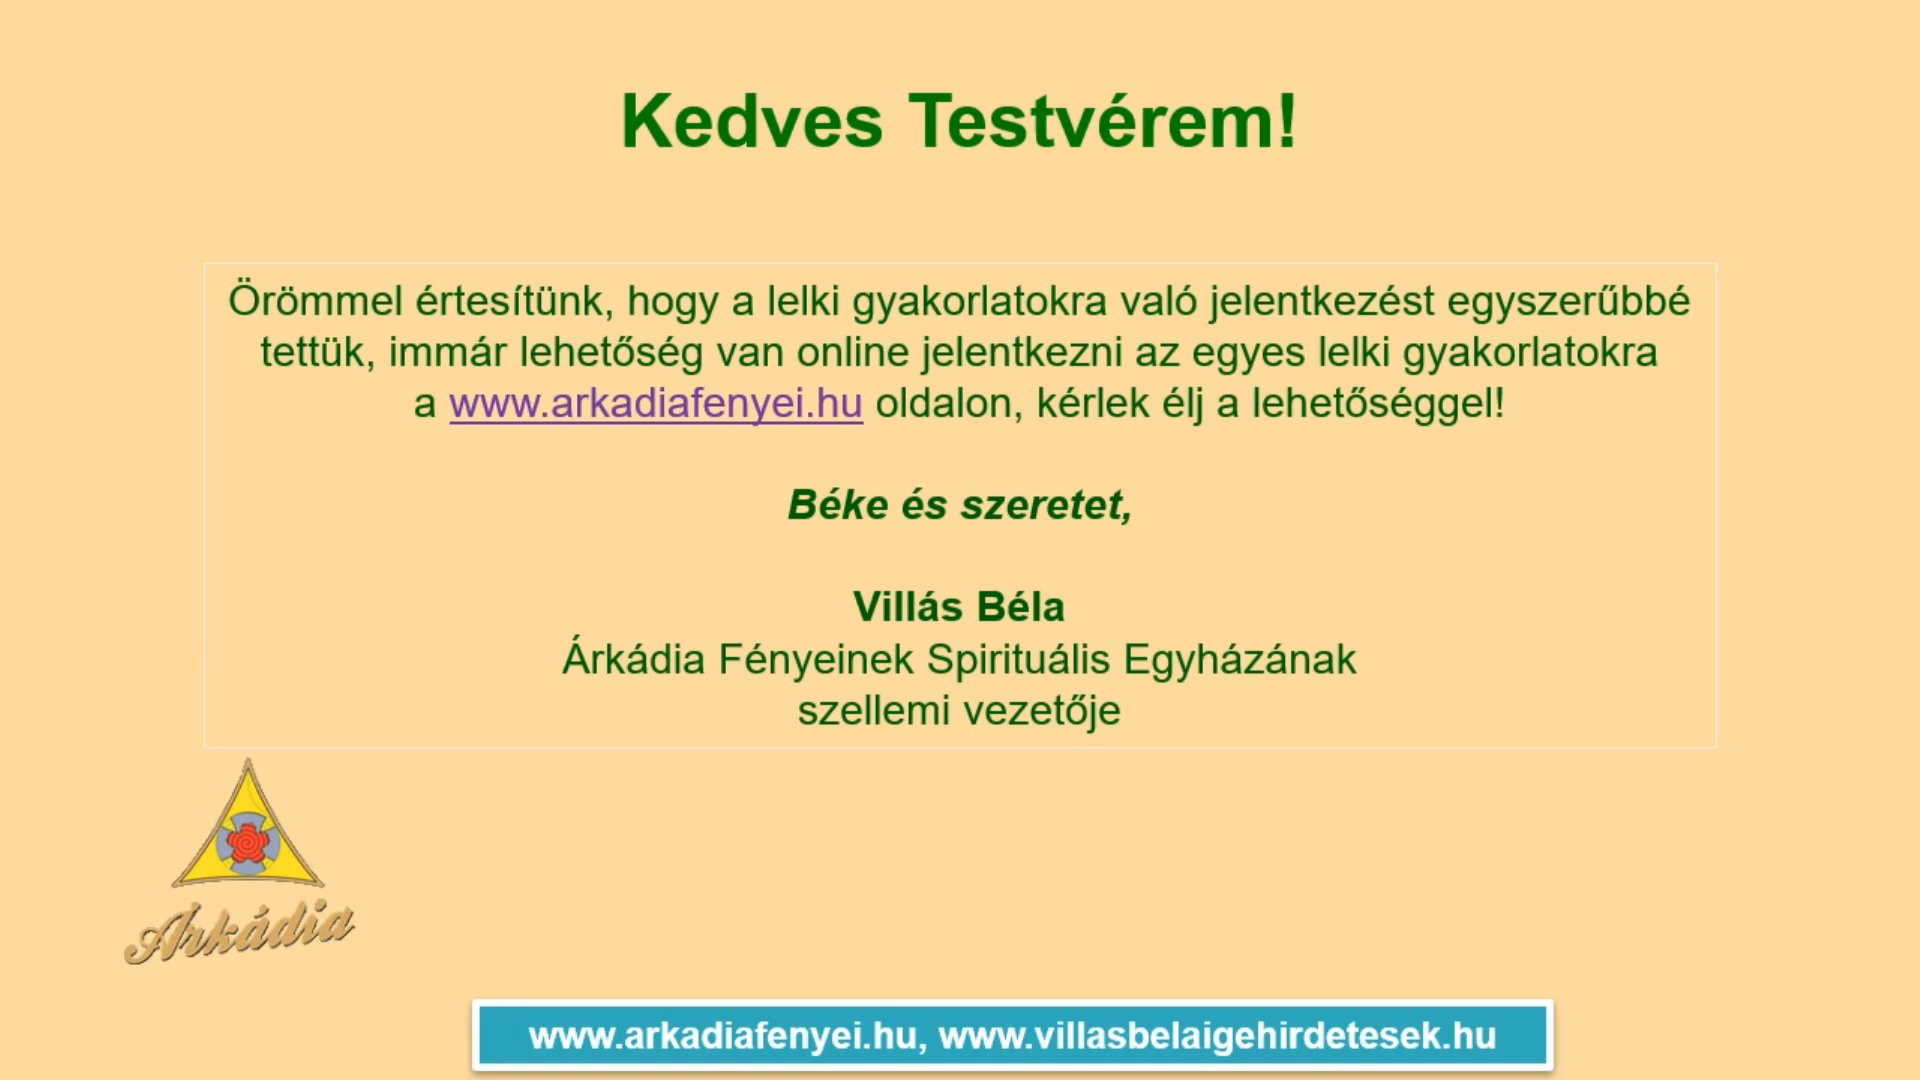 Kedves Testvérem!
Örömmel értesítünk, hogy a lelki gyakorlatokra való jelentkezést egyszerűbbé
tettük, immár lehetőség van online jelentkezni az egyes lelki gyakorlatokra
a www.arkadiafenyei.hu oldalon, kérlek élj a lehetőséggel!
Béke és szeretet,
Villás Béla
Árkádia Fényeinek Spirituális Egyházának
szellemi vezetője
Árkádia
www.arkadiafenyei.hu, www.villasbelaigehirdetesek.hu